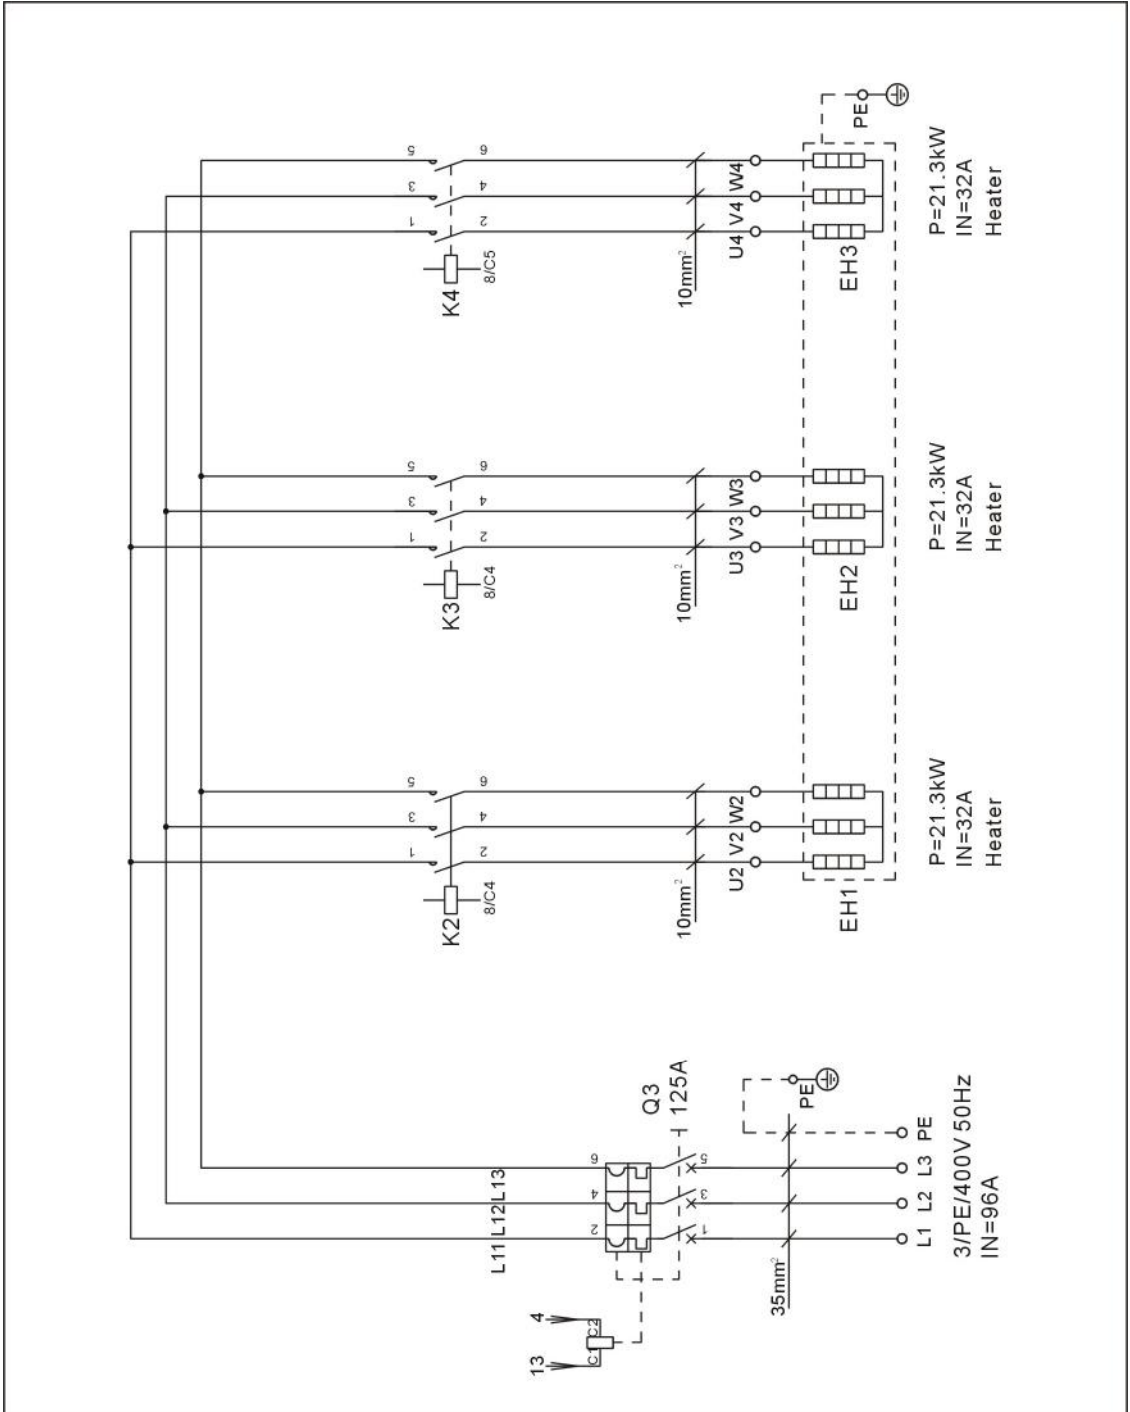 13
4
C1 C2
L11 L12 L13
2 4 6
Q3
125A
1 3 5
35mm²
PE
L1 L2 L3 PE
3/PE/400V 50Hz
IN=96A
1 3 5
K2
2 4 6
8/C4
10mm²
U2 V2 W2
EH1
P=21.3kW
IN=32A
Heater
1 3 5
K3
2 4 6
8/C4
10mm²
U3 V3 W3
EH2
P=21.3kW
IN=32A
Heater
1 3 5
K4
2 4 6
8/C5
10mm²
U4 V4 W4
EH3
PE
P=21.3kW
IN=32A
Heater